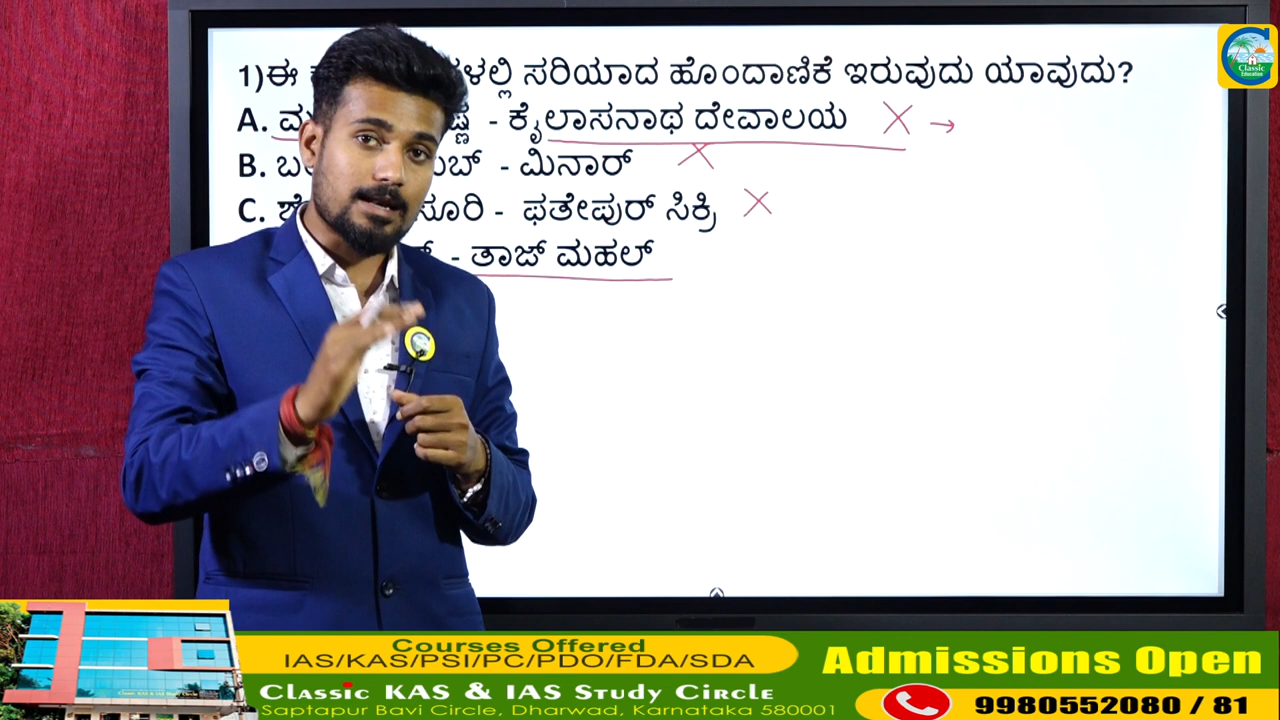 1)ಈ ಸರಿಯಾದ ಹೊಂದಾಣಿಕೆ ಇರುವುದು ಯಾವುದು?
A. - ಕೈಲಾಸನಾಥ ದೇವಾಲಯ
B. - ಮಿನಾರ್
C. - ಫತೇಪುರ್ ಸಿಕ್ರಿ
- ತಾಜ್ ಮಹಲ್
Classic
Education
Courses Offered
IAS/KAS/PSI/PC/PDO/FDA/SDA
Classic KAS & IAS Study Circle
Saptapur Bavi Circle, Dharwad, Karnataka 580001
Admissions Open
9980552080 / 81